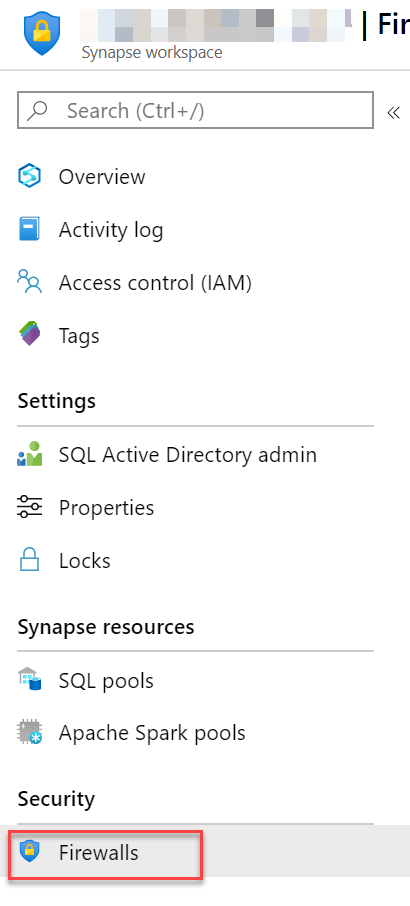 | Fir
Synapse workspace
Search (Ctrl+/)
«
Overview
Activity log
Access control (IAM)
Tags
Settings
SQL Active Directory admin
Properties
Locks
Synapse resources
SQL pools
Apache Spark pools
Security
Firewalls